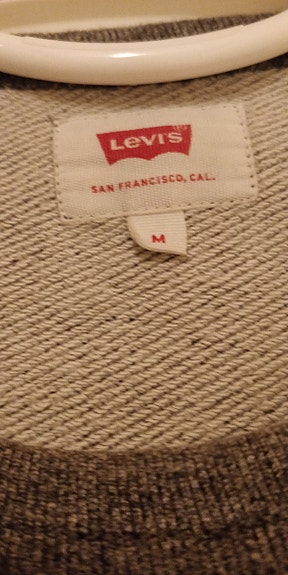 Levi's
SAN FRANCISCO, CAL.
M